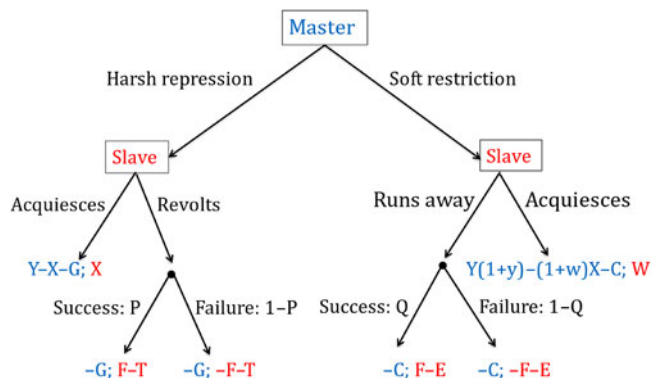 Master
Harsh repression Soft restriction
Slave Slave
Acquiesces Revolts Runs away Acquiesces
Y–X–G; X Y(1+y)–(1+w)X–C; W
Success: P Failure: 1–P Success: Q Failure: 1–Q
–G; F–T –G; –F–T –C; F–E –C; –F–E